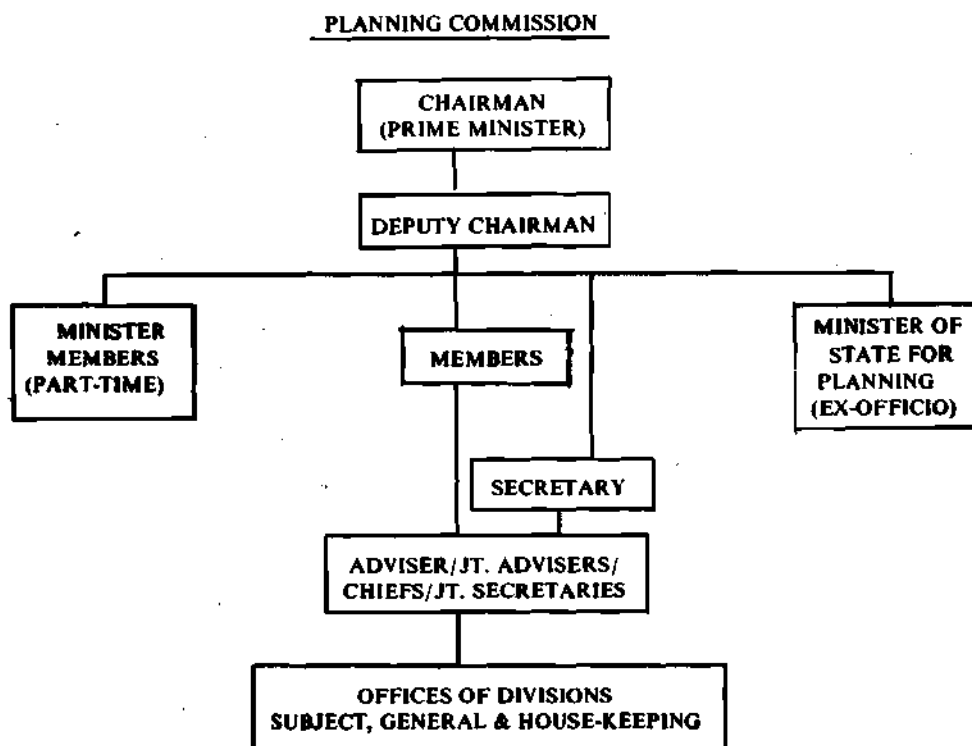 PLANNING COMMISSION
CHAIRMAN
(PRIME MINISTER)
DEPUTY CHAIRMAN
MINISTER
MEMBERS
(PART-TIME)
MEMBERS
MINISTER OF
STATE FOR
PLANNING
(EX-OFFICIO)
SECRETARY
ADVISER/JT. ADVISERS/
CHIEFS/JT. SECRETARIES
OFFICES OF DIVISIONS
SUBJECT, GENERAL & HOUSE-KEEPING